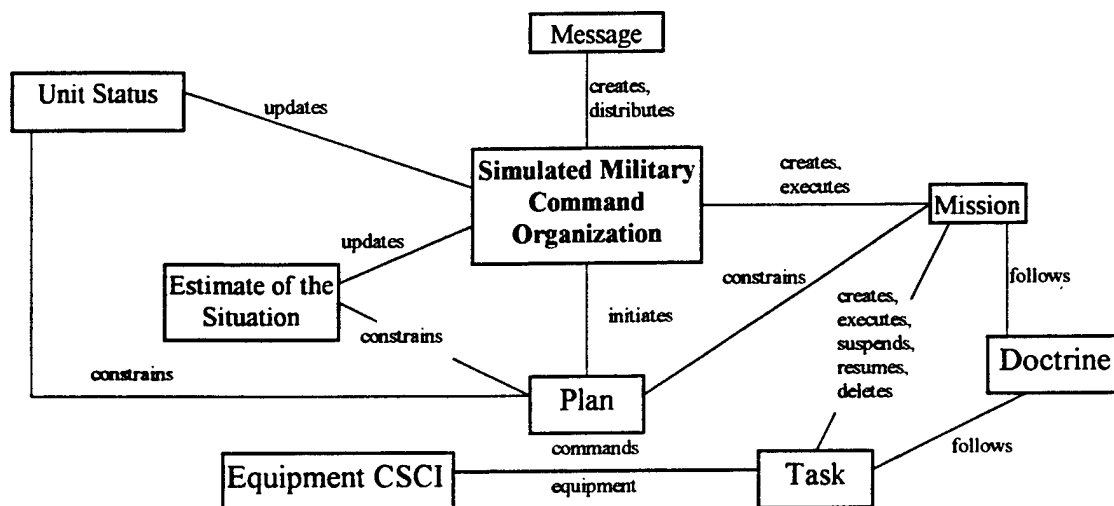 Message
Unit Status
updates
creates,
distributes
Simulated Military
Command
Organization
creates,
executes
Mission
updates
Estimate of the
Situation
constrains
initiates
constrains
creates,
executes,
suspends,
resumes,
deletes
follows
Doctrine
constrains
Plan
commands
Equipment CSCI
equipment
Task
follows